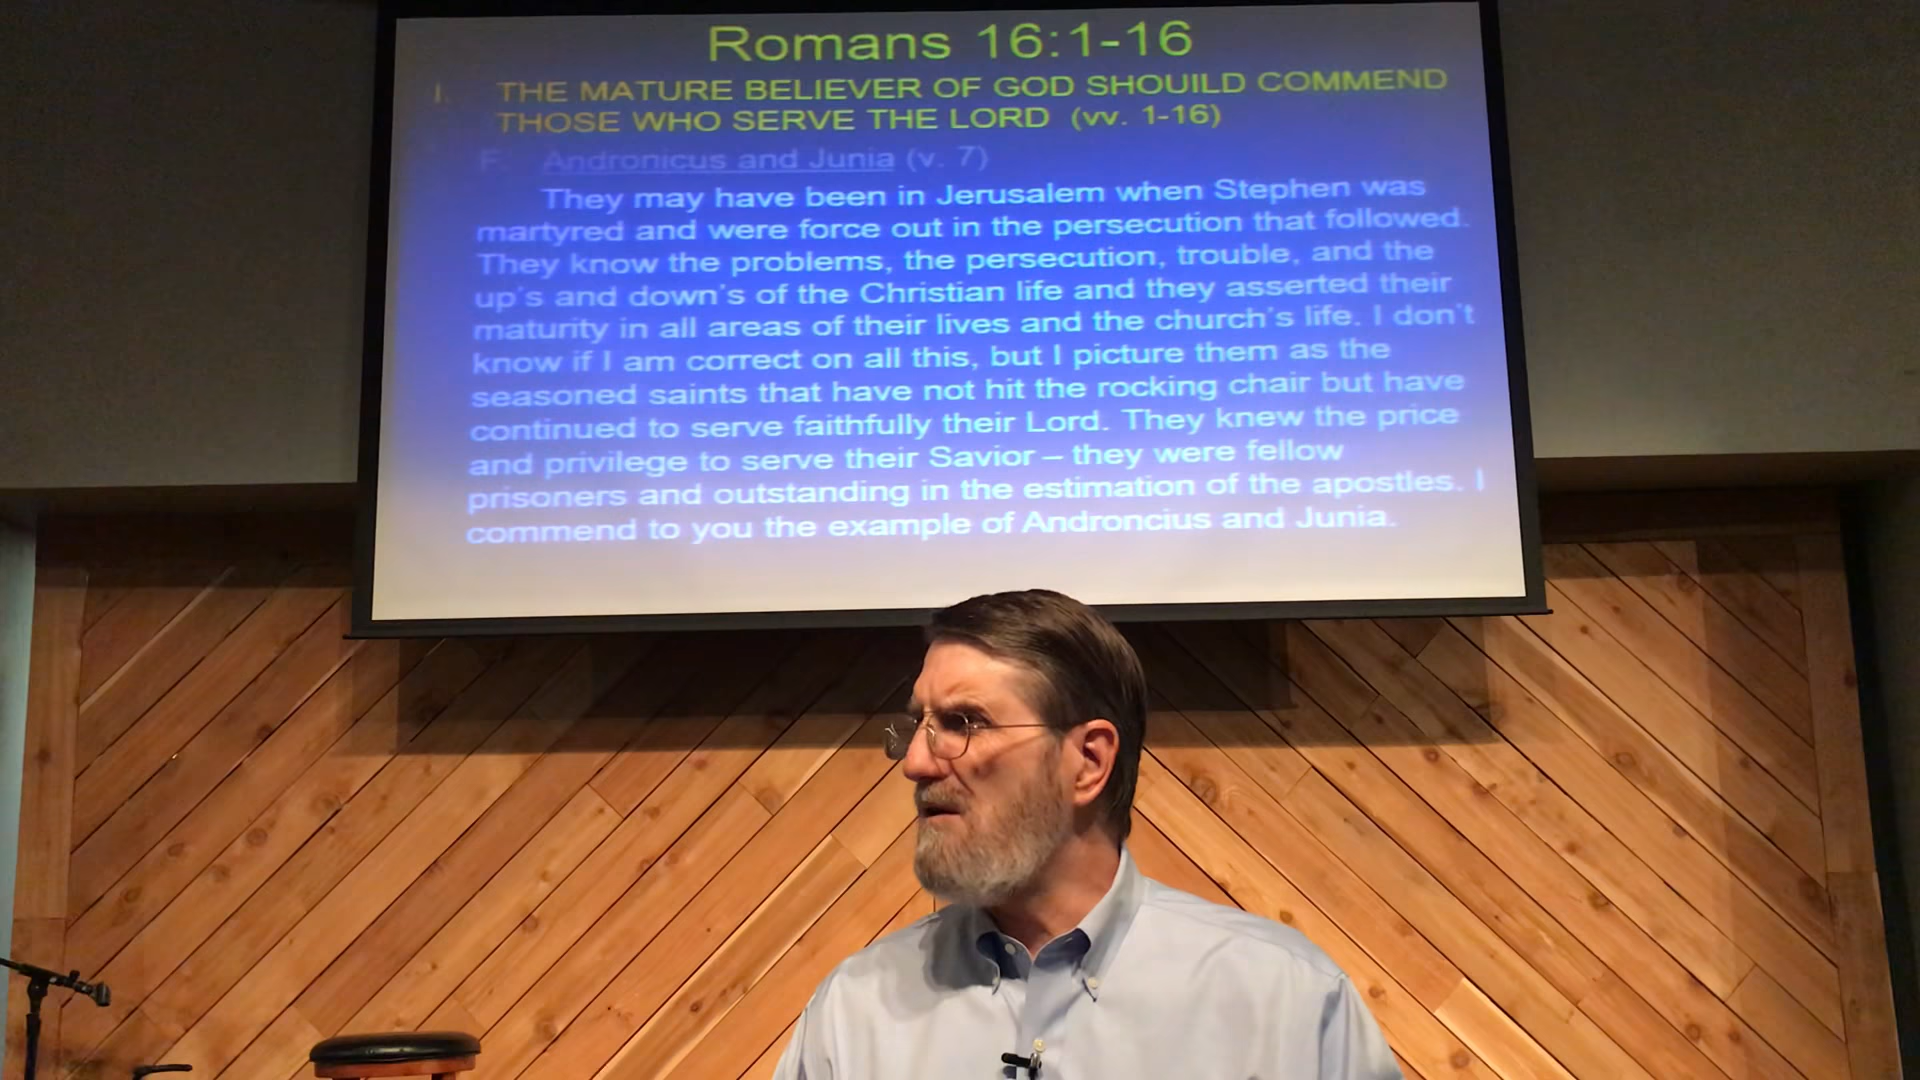 Romans 16:1-16
I. THE MATURE BELIEVER OF GOD SHOUILD COMMEND
THOSE WHO SERVE THE LORD (vv. 1-16)
F. Andronicus and Junia (v. 7)
They may have been in Jerusalem when Stephen was
martyred and were force out in the persecution that followed.
They know the problems, the persecution, trouble, and the
up's and down's of the Christian life and they asserted their
maturity in all areas of their lives and the church's life. I don't
know if I am correct on all this, but I picture them as the
seasoned saints that have not hit the rocking chair but have
continued to serve faithfully their Lord. They knew the price
and privilege to serve their Savior – they were fellow
prisoners and outstanding in the estimation of the apostles. I
commend to you the example of Androncius and Junia.